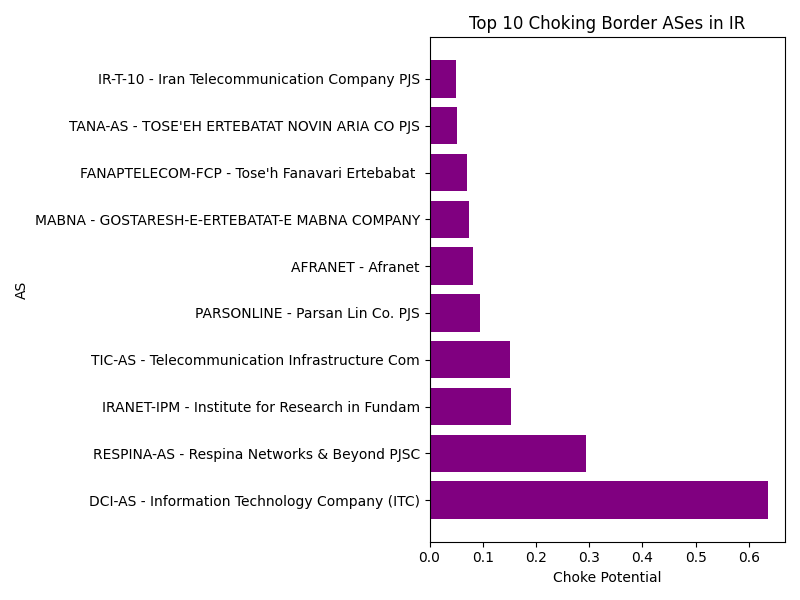 Top 10 Choking Border ASes in IR
IR-T-10 - Iran Telecommunication Company PJS
TANA-AS - TOSE'EH ERTEBATAT NOVIN ARIA CO PJS
FANAPTELECOM-FCP - Tose'h Fanavari Ertebabat
MABNA - GOSTARESH-E-ERTEBATAT-E MABNA COMPANY
AFRANET - Afranet
PARSONLINE - Parsan Lin Co. PJS
TIC-AS - Telecommunication Infrastructure Com
IRANET-IPM - Institute for Research in Fundam
RESPINA-AS - Respina Networks & Beyond PJSC
DCI-AS - Information Technology Company (ITC)
AS
0.0 0.1 0.2 0.3 0.4 0.5 0.6
Choke Potential